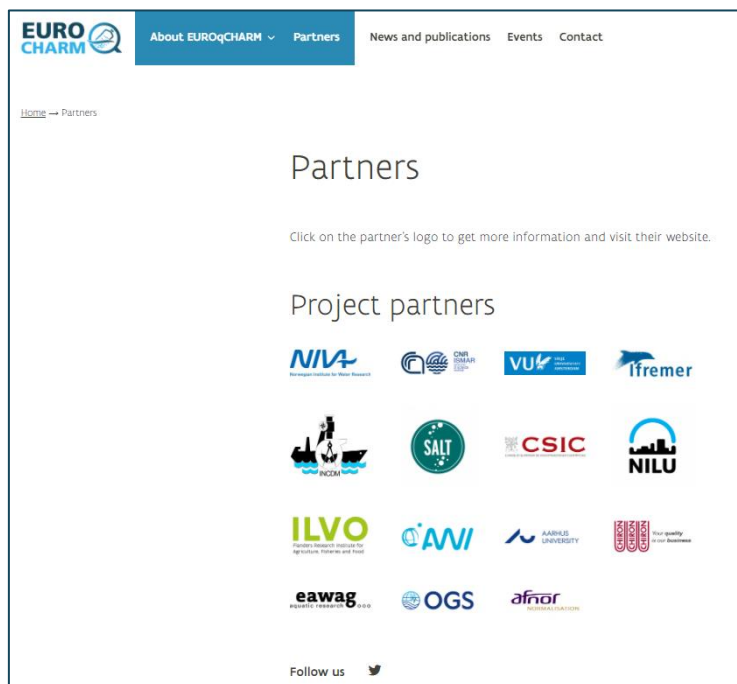 EURO
CHARM
About EUROqCHARM Partners News and publications Events Contact
Home → Partners
Partners
Click on the partner's logo to get more information and visit their website.
Project partners
NIVA
Norwegian Institute for Water Research
CNR
ISMAR
VU
Ifremer
INCDM
SALT
CSIC
NILU
ILVO
Flanders Research Institute for
Agriculture, Fisheries and Food
AARHUS
UNIVERSITY
CHIRON CHIRON CHIRON
Your quality
is our business
eawag
aquatic research
OGS
afnor
NORMALISATION
Follow us